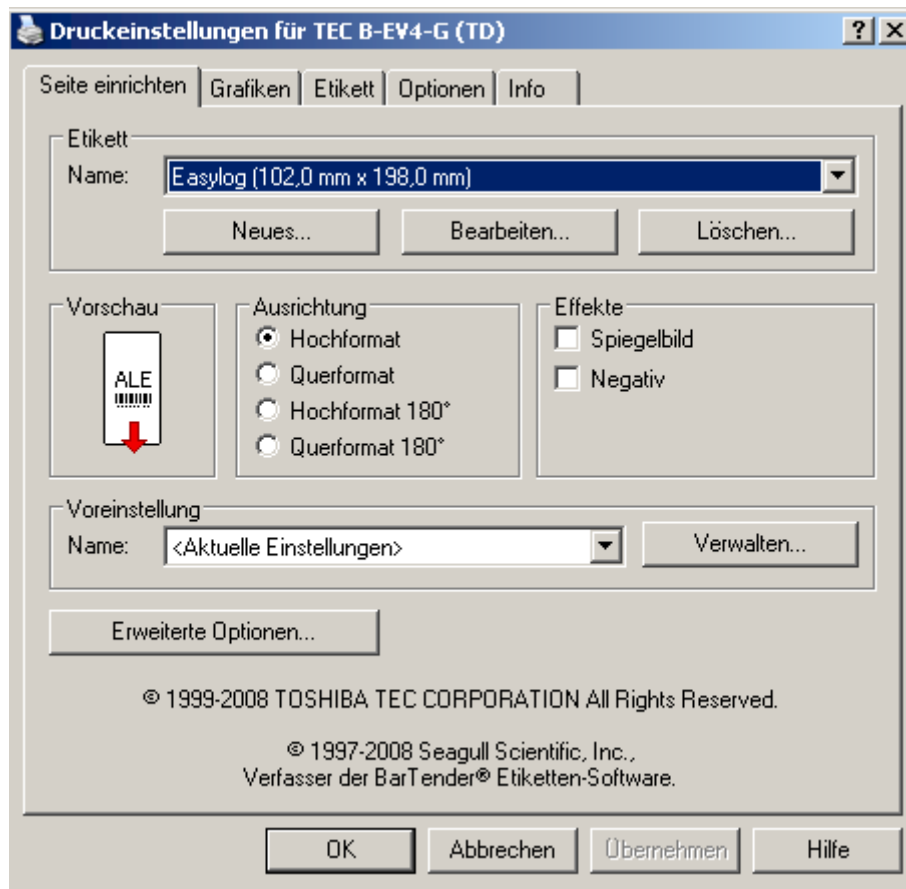 Druckeinstellungen für TEC B-EV4-G (TD)
Seite einrichten Grafiken Etikett Optionen Info
Etikett
Name: Easylog (102,0 mm x 198,0 mm)
Neues... Bearbeiten... Löschen...
Vorschau Ausrichtung Effekte
Hochformat Spiegelbild
ALE Querformat Negativ
Hochformat 180°
Querformat 180°
Voreinstellung
Name: <Aktuelle Einstellungen> Verwalten...
Erweiterte Optionen...
© 1999-2008 TOSHIBA TEC CORPORATION All Rights Reserved.
© 1997-2008 Seagull Scientific, Inc.,
Verfasser der BarTender® Etiketten-Software.
OK Abbrechen Übernehmen Hilfe